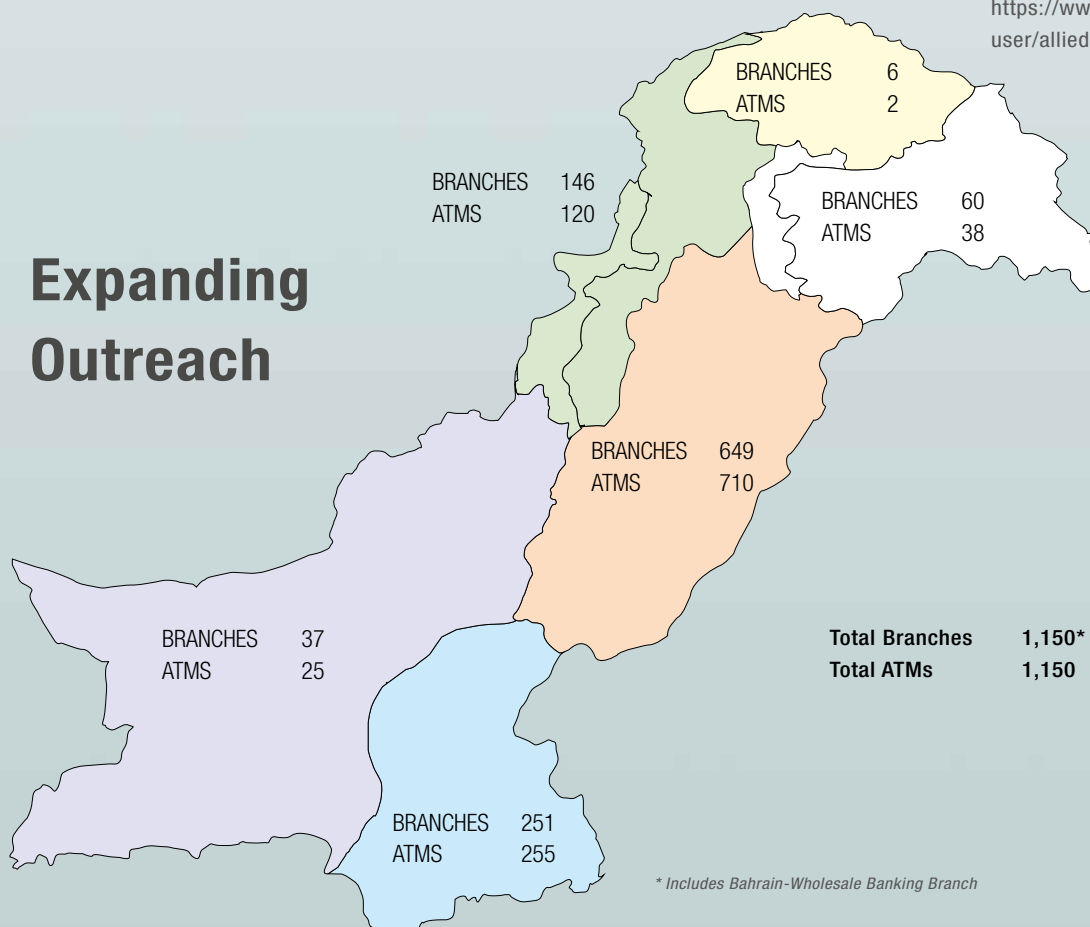 https://ww
user/allied
BRANCHES 6
ATMS 2
BRANCHES 146
ATMS 120
BRANCHES 60
ATMS 38
Expanding
Outreach
BRANCHES 649
ATMS 710
BRANCHES 37
ATMS 25
Total Branches 1,150*
Total ATMs 1,150
BRANCHES 251
ATMS 255
* Includes Bahrain-Wholesale Banking Branch